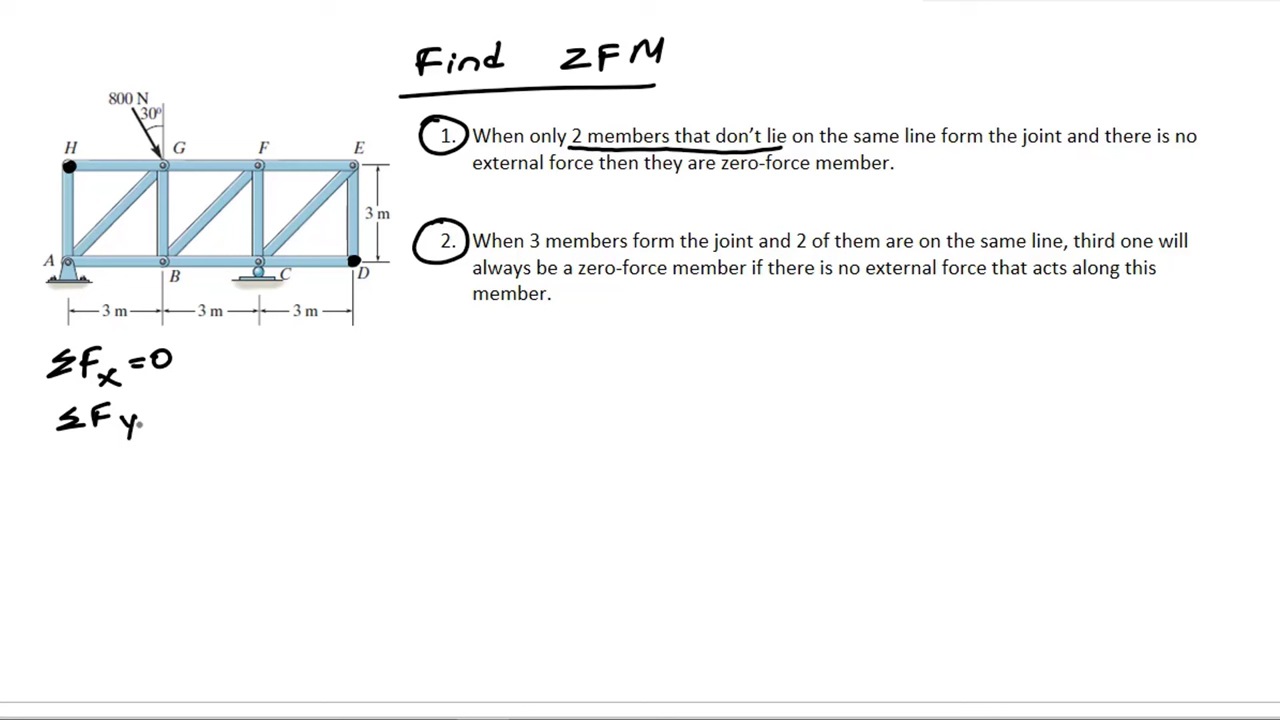 Find ZFM
800 N
30°
H G F E
1. When only 2 members that don't lie on the same line form the joint and there is no
external force then they are zero-force member.
3 m
2. When 3 members form the joint and 2 of them are on the same line, third one will
always be a zero-force member if there is no external force that acts along this
member.
A B C D
3 m 3 m 3 m
ΣFx=0
ΣFy